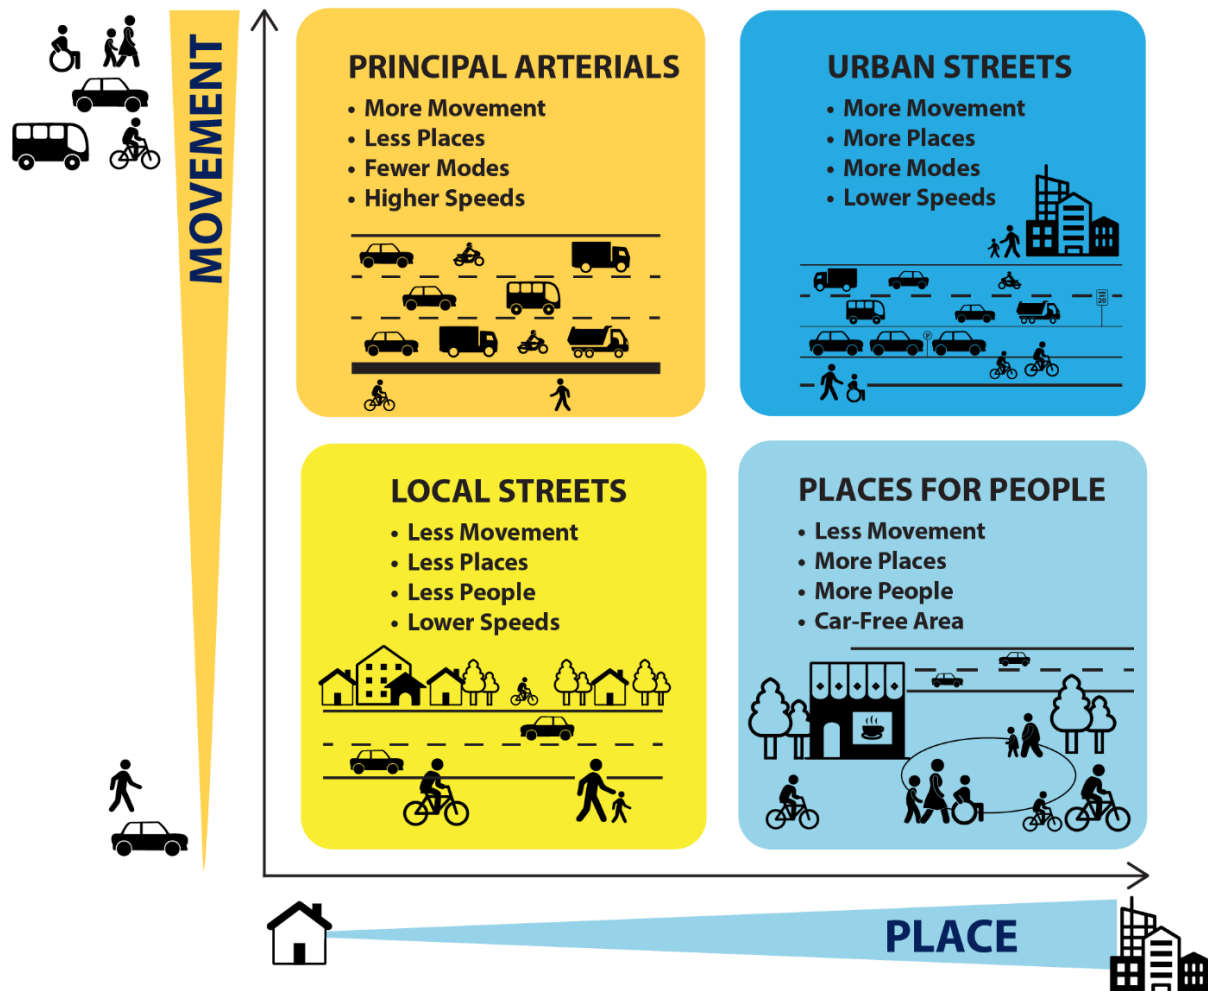 MOVEMENT
PRINCIPAL ARTERIALS
• More Movement
• Less Places
• Fewer Modes
• Higher Speeds
URBAN STREETS
• More Movement
• More Places
• More Modes
• Lower Speeds
20
P
LOCAL STREETS
• Less Movement
• Less Places
• Less People
• Lower Speeds
PLACES FOR PEOPLE
• Less Movement
• More Places
• More People
• Car-Free Area
PLACE